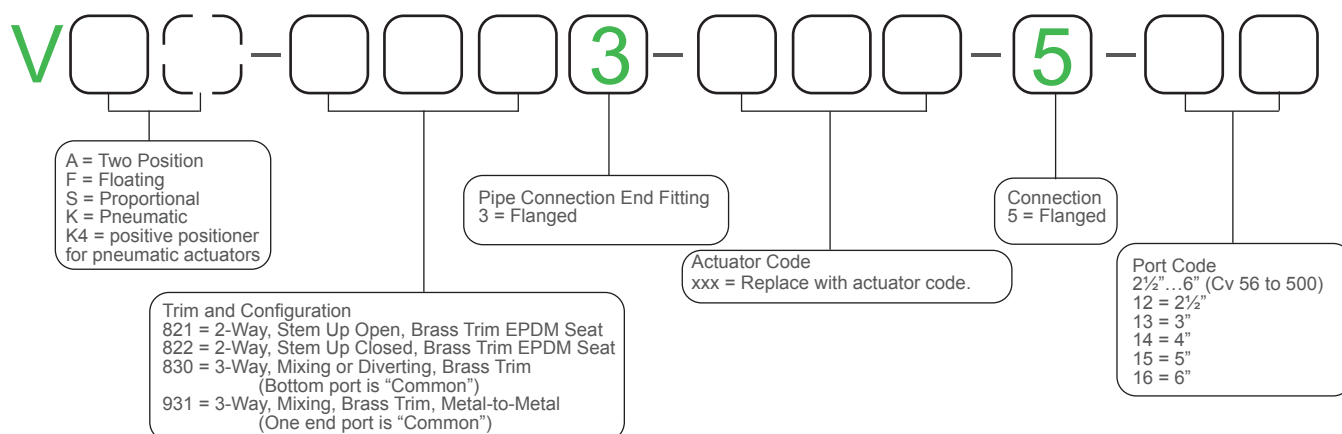 V – 3 – – 5 –
A = Two Position
F = Floating
S = Proportional
K = Pneumatic
K4 = positive positioner
for pneumatic actuators
Trim and Configuration
821 = 2-Way, Stem Up Open, Brass Trim EPDM Seat
822 = 2-Way, Stem Up Closed, Brass Trim EPDM Seat
830 = 3-Way, Mixing or Diverting, Brass Trim
(Bottom port is “Common”)
931 = 3-Way, Mixing, Brass Trim, Metal-to-Metal
(One end port is “Common”)
Pipe Connection End Fitting
3 = Flanged
Actuator Code
xxx = Replace with actuator code.
Connection
5 = Flanged
Port Code
2½”...6” (Cv 56 to 500)
12 = 2½”
13 = 3”
14 = 4”
15 = 5”
16 = 6”